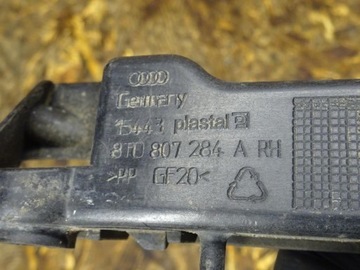 Germany
15443 plastal
8T0 807 284 A RH
>PP GF20<